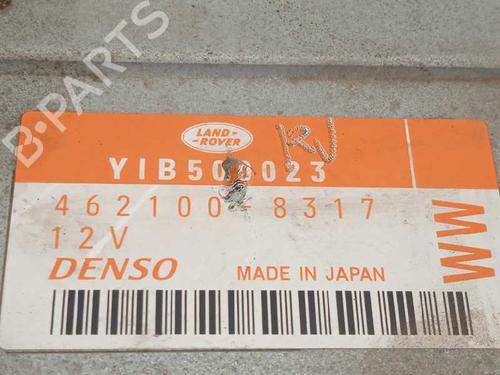 B-PARTS
LAND-
-ROVER
YIB500023
462100-8317
12V
DENSO
MADE IN JAPAN
WW